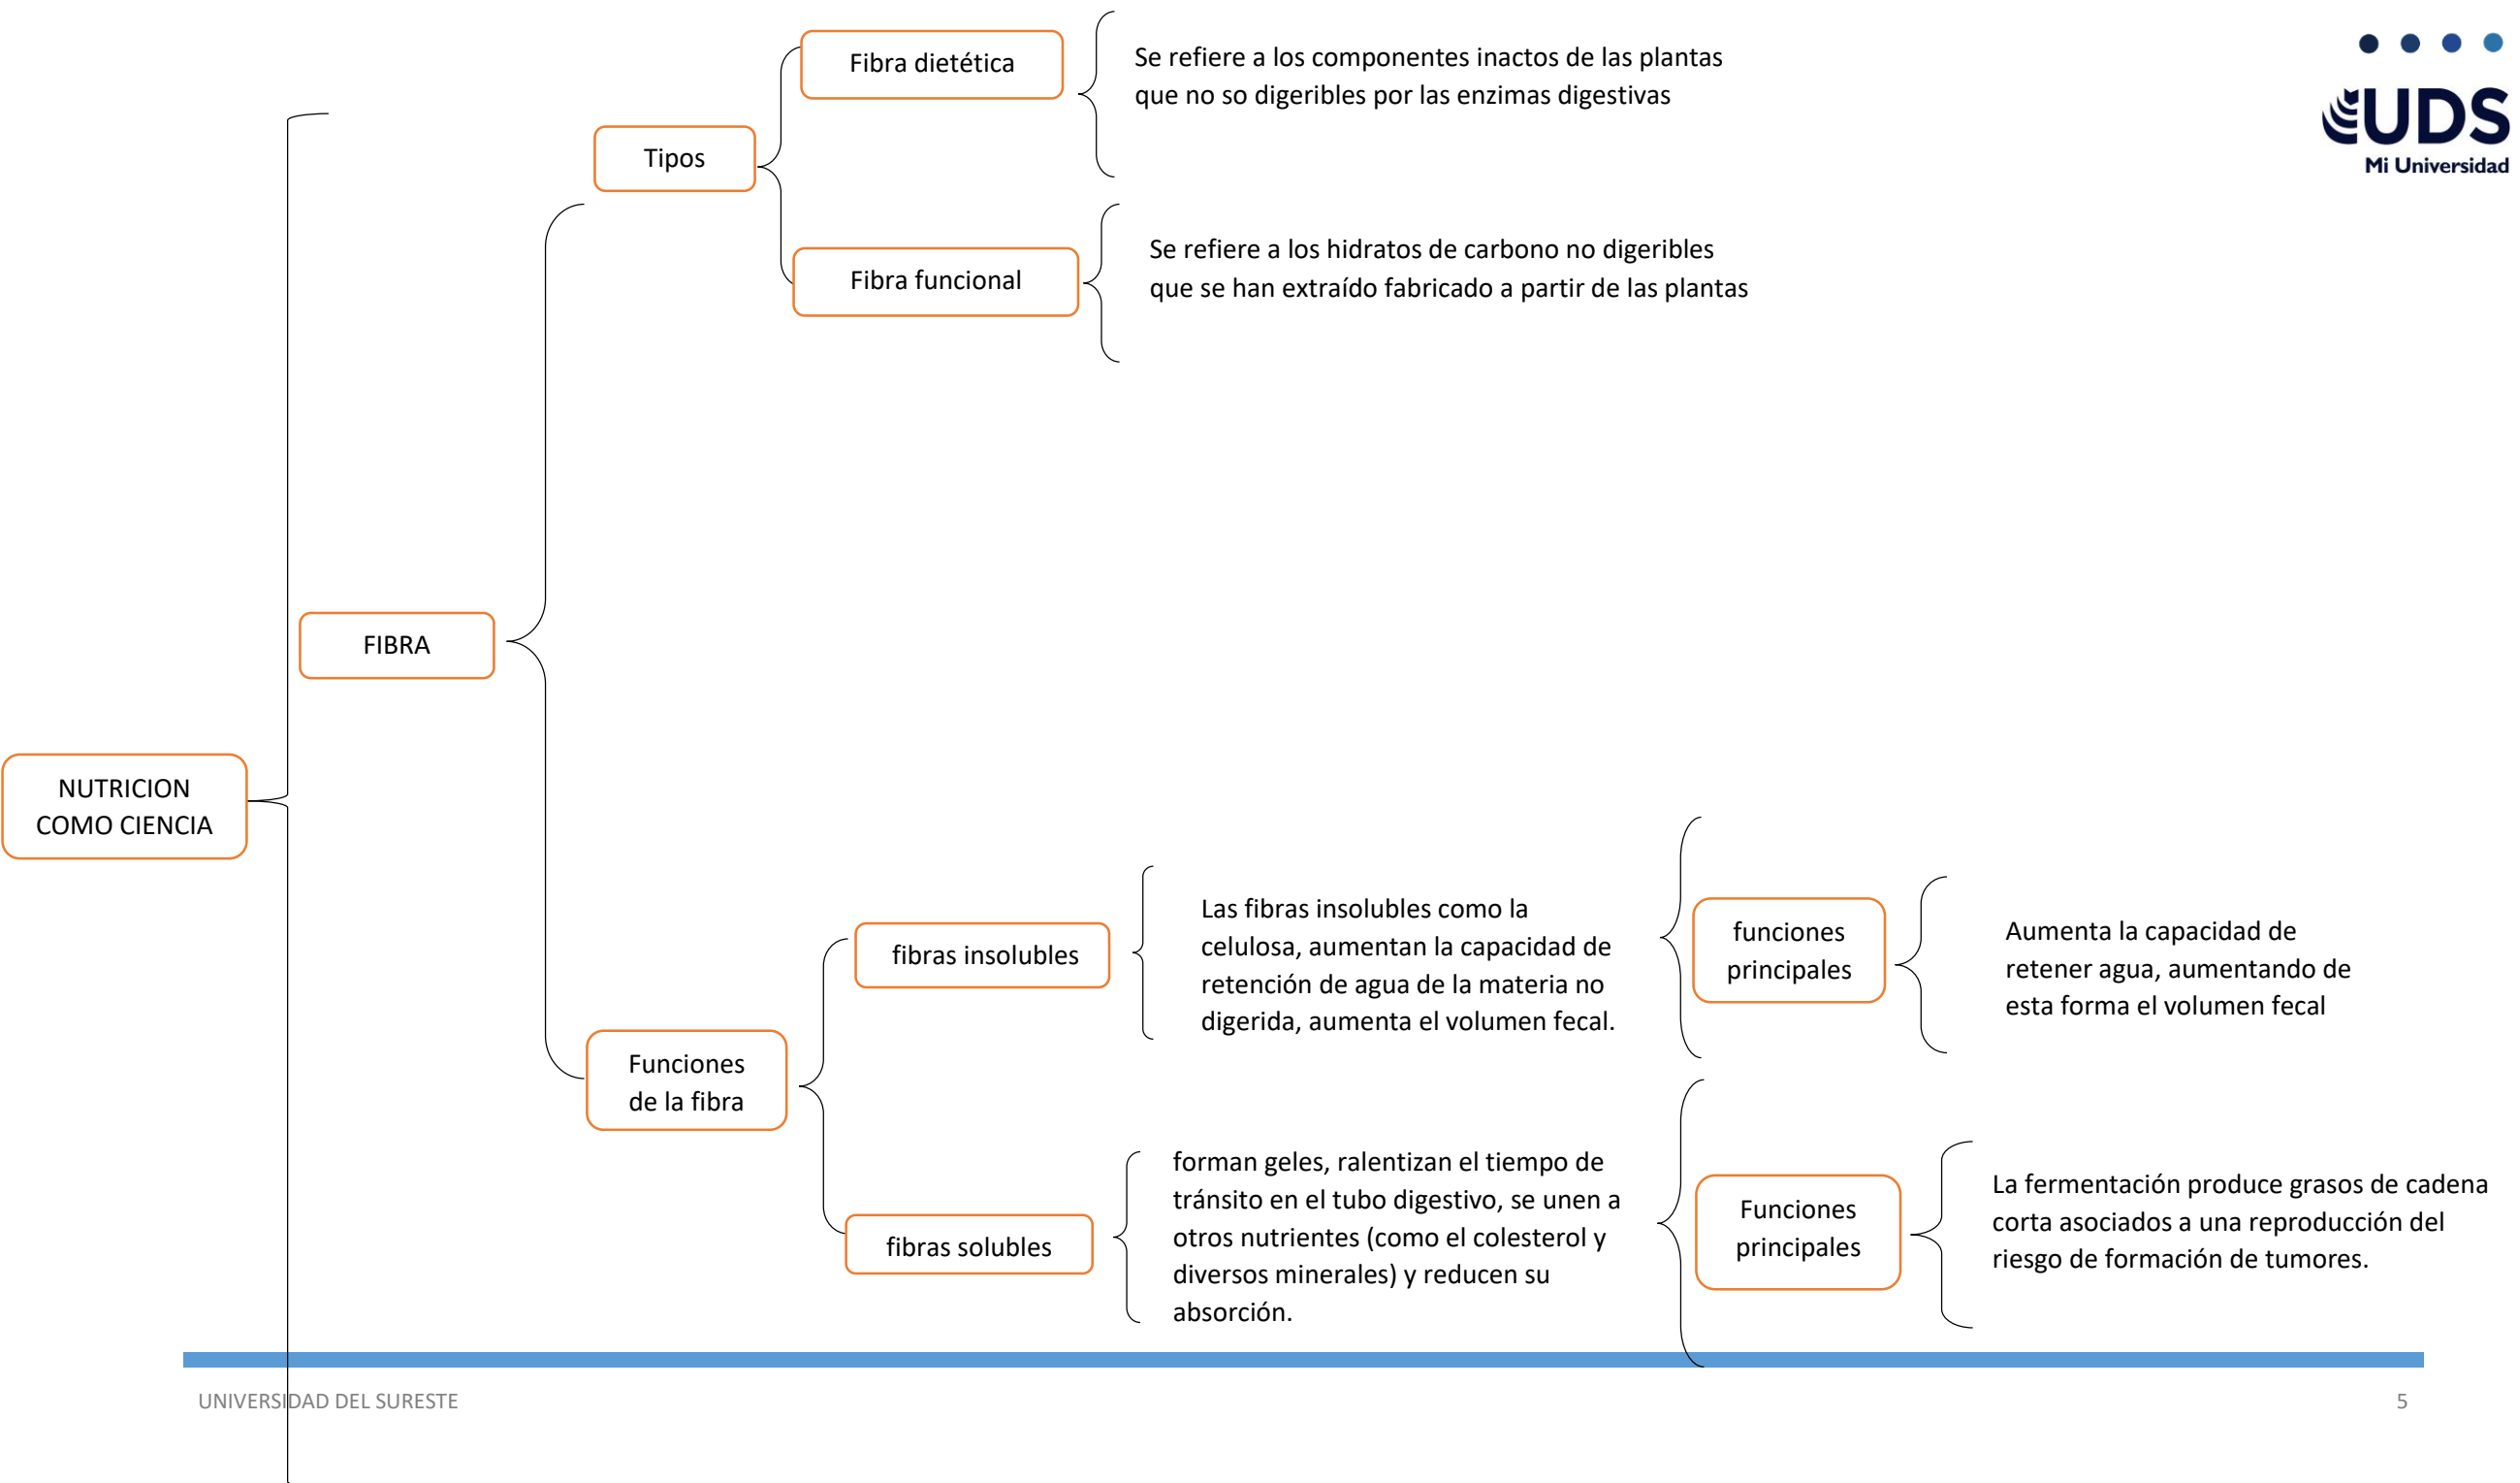 UDS
Mi Universidad
Fibra dietética
Se refiere a los componentes inactos de las plantas
que no so digeribles por las enzimas digestivas
Tipos
Fibra funcional
Se refiere a los hidratos de carbono no digeribles
que se han extraído fabricado a partir de las plantas
FIBRA
NUTRICION
COMO CIENCIA
fibras insolubles
Las fibras insolubles como la
celulosa, aumentan la capacidad de
retención de agua de la materia no
digerida, aumenta el volumen fecal.
funciones
principales
Aumenta la capacidad de
retener agua, aumentando de
esta forma el volumen fecal
Funciones
de la fibra
fibras solubles
forman geles, ralentizan el tiempo de
tránsito en el tubo digestivo, se unen a
otros nutrientes (como el colesterol y
diversos minerales) y reducen su
absorción.
Funciones
principales
La fermentación produce grasos de cadena
corta asociados a una reproducción del
riesgo de formación de tumores.
UNIVERSIDAD DEL SURESTE
5